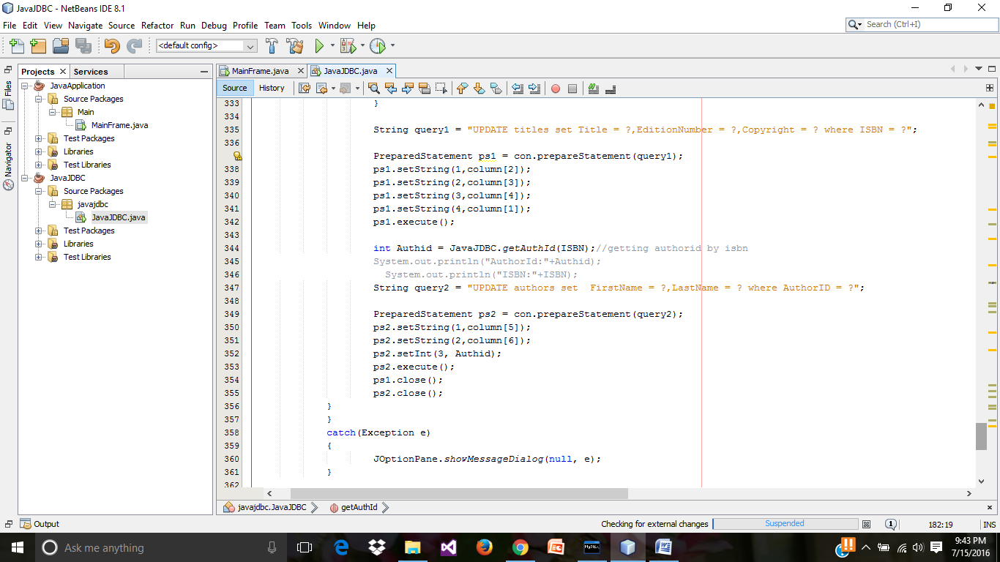 JavaJDBC - NetBeans IDE 8.1
File Edit View Navigate Source Refactor Run Debug Profile Team Tools Window Help
Search (Ctrl+I)
<default config>
Projects Services
Files
Navigator
JavaApplication
Source Packages
Main
MainFrame.java
Test Packages
Libraries
Test Libraries
JavaJDBC
Source Packages
javajdbc
JavaJDBC.java
Test Packages
Libraries
Test Libraries
MainFrame.java JavaJDBC.java
Source History
333 }
334
335 String query1 = "UPDATE titles set Title = ?,EditionNumber = ?,Copyright = ? where ISBN = ?";
336
PreparedStatement ps1 = con.prepareStatement(query1);
338 ps1.setString(1,column[2]);
339 ps1.setString(2,column[3]);
340 ps1.setString(3,column[4]);
341 ps1.setString(4,column[1]);
342 ps1.execute();
343
344 int Authid = JavaJDBC.getAuthId(ISBN);//getting authorid by isbn
345 System.out.println("AuthorId:"+Authid);
346 System.out.println("ISBN:"+ISBN);
347 String query2 = "UPDATE authors set  FirstName = ?,LastName = ? where AuthorID = ?";
348
349 PreparedStatement ps2 = con.prepareStatement(query2);
350 ps2.setString(1,column[5]);
351 ps2.setString(2,column[6]);
352 ps2.setInt(3, Authid);
353 ps2.execute();
354 ps1.close();
355 ps2.close();
356 }
357 }
358 catch(Exception e)
359 {
360 JOptionPane.showMessageDialog(null, e);
361 }
362
javajdbc.JavaJDBC getAuthId
Output
Checking for external changes Suspended 1 182:19 INS
Ask me anything
MySQL
9:43 PM
7/15/2016